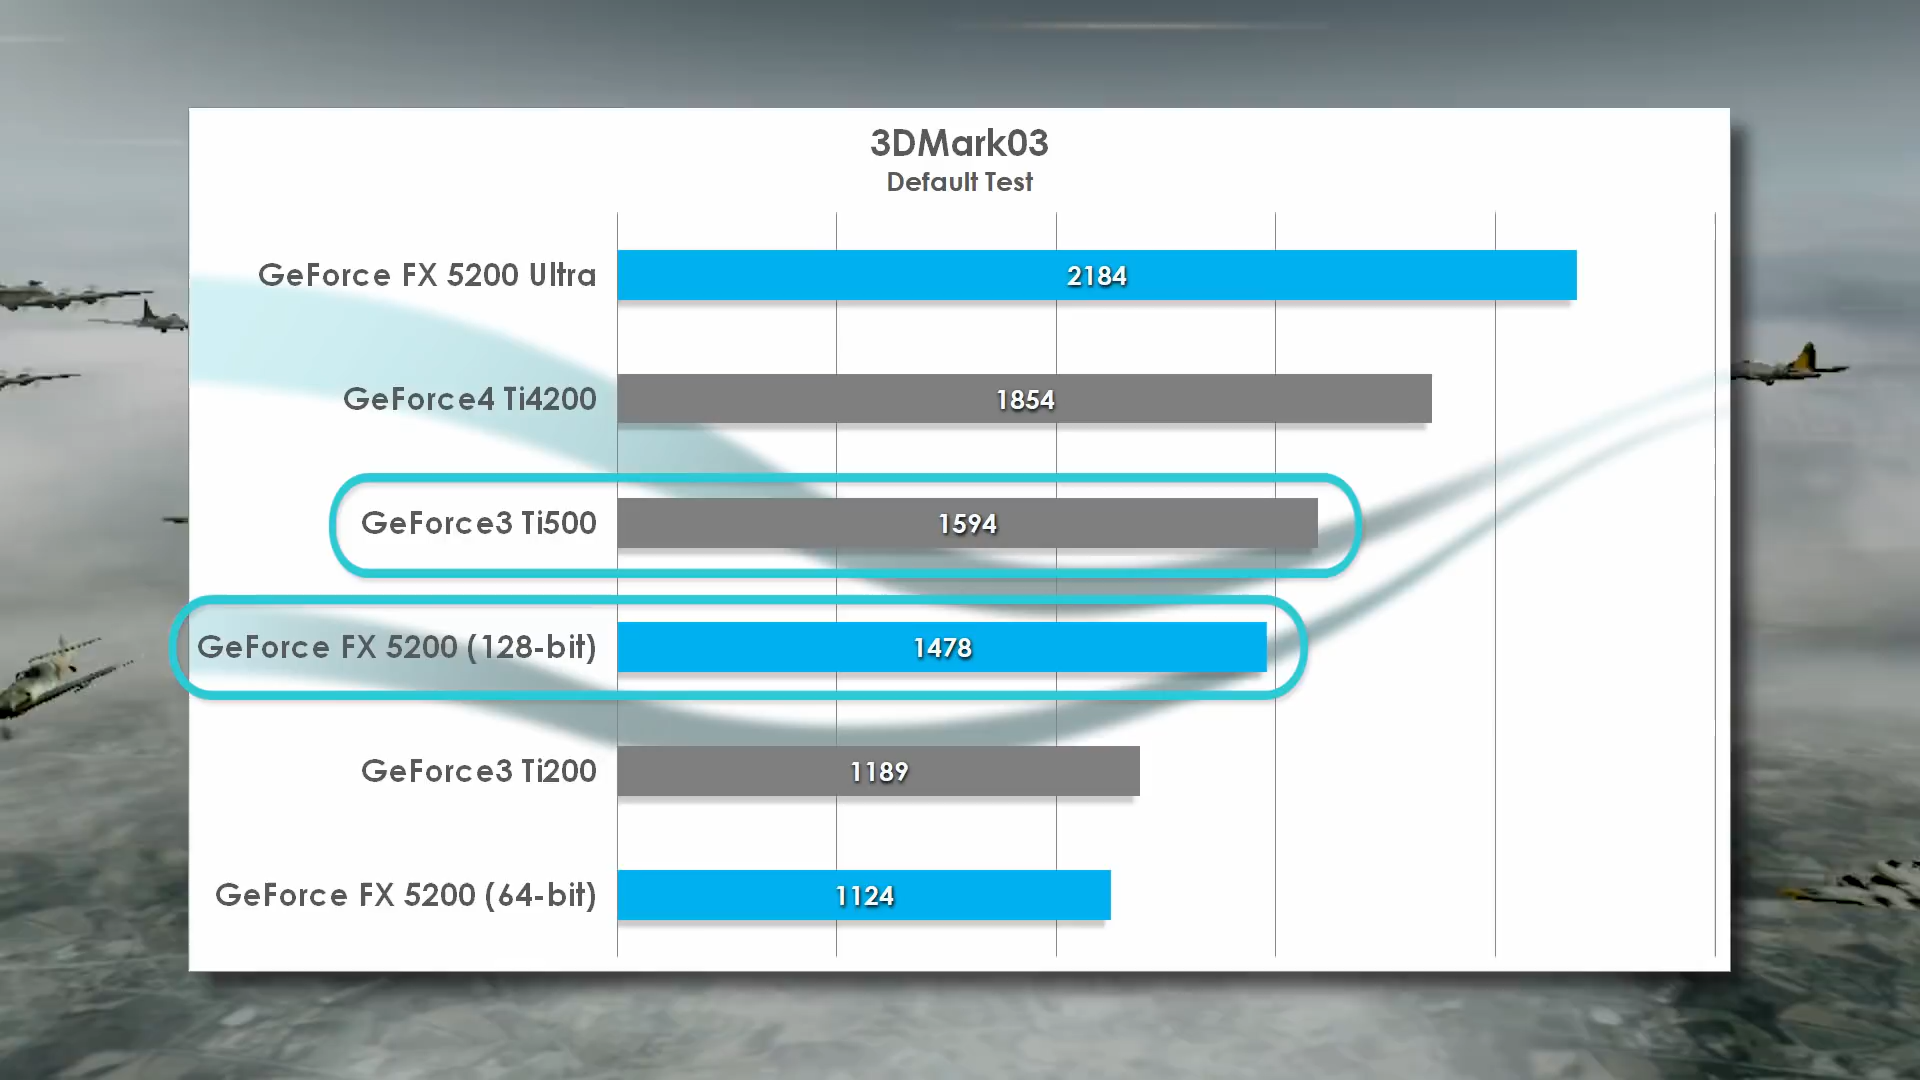 3DMark03
Default Test
GeForce FX 5200 Ultra 2184
GeForce4 Ti4200 1854
GeForce3 Ti500 1594
GeForce FX 5200 (128-bit) 1478
GeForce3 Ti200 1189
GeForce FX 5200 (64-bit) 1124